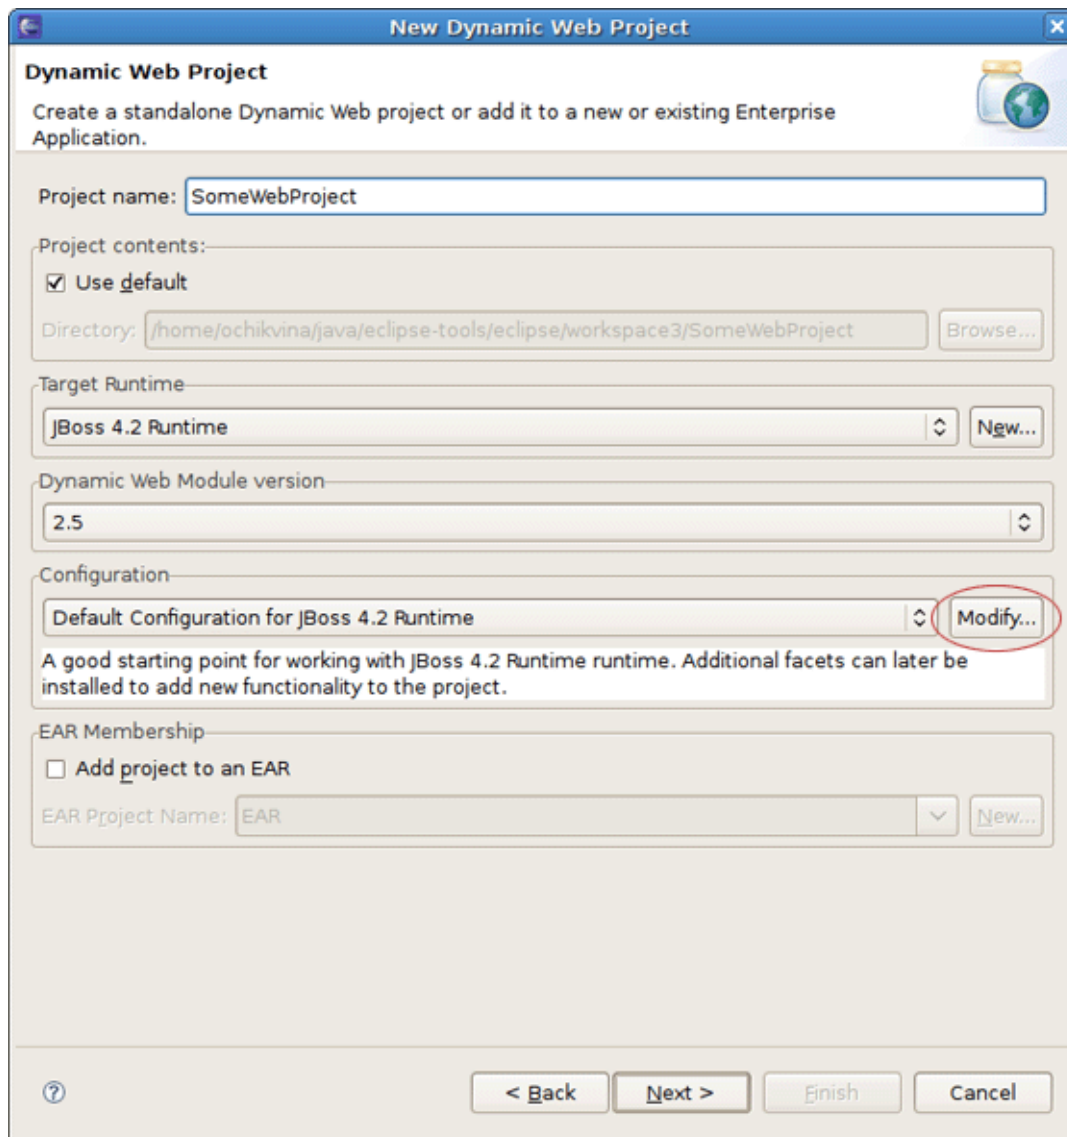 New Dynamic Web Project
Dynamic Web Project
Create a standalone Dynamic Web project or add it to a new or existing Enterprise
Application.
Project name: SomeWebProject
Project contents:
Use default
Directory: /home/ochikvina/java/eclipse-tools/eclipse/workspace3/SomeWebProject Browse...
Target Runtime
JBoss 4.2 Runtime New...
Dynamic Web Module version
2.5
Configuration
Default Configuration for JBoss 4.2 Runtime Modify...
A good starting point for working with JBoss 4.2 Runtime runtime. Additional facets can later be
installed to add new functionality to the project.
EAR Membership
Add project to an EAR
EAR Project Name: EAR New...
< Back Next > Finish Cancel